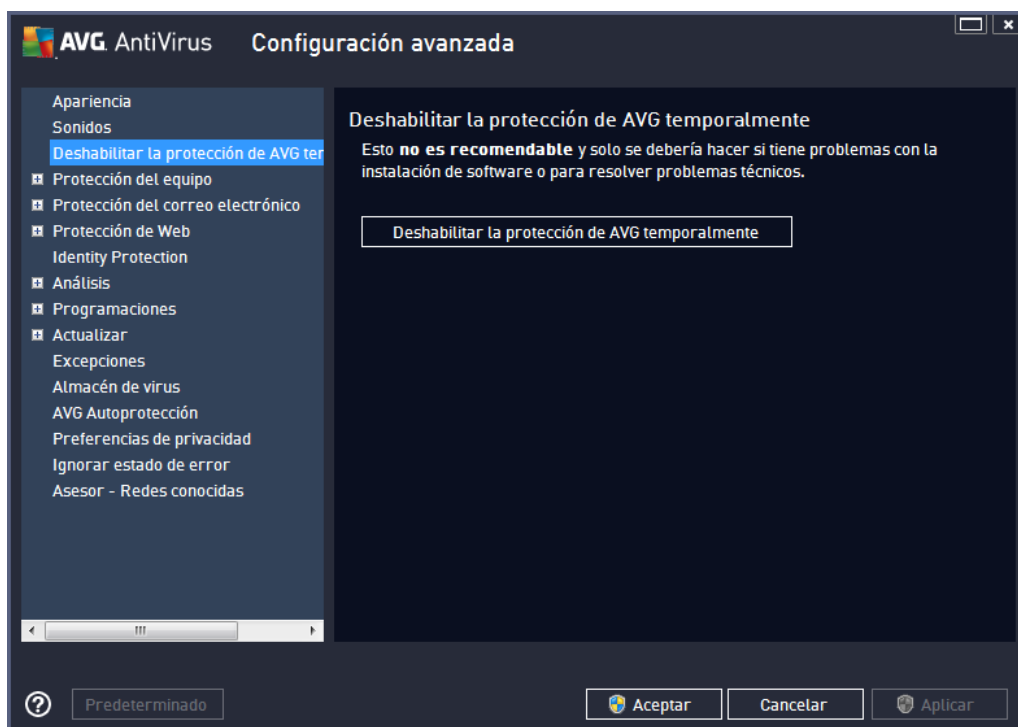 AVG. AntiVirus Configuración avanzada
Apariencia
Sonidos
Deshabilitar la protección de AVG ter
Protección del equipo
Protección del correo electrónico
Protección de Web
Identity Protection
Análisis
Programaciones
Actualizar
Excepciones
Almacén de virus
AVG Autoprotección
Preferencias de privacidad
Ignorar estado de error
Asesor - Redes conocidas
Deshabilitar la protección de AVG temporalmente
Esto no es recomendable y solo se debería hacer si tiene problemas con la
instalación de software o para resolver problemas técnicos.
Deshabilitar la protección de AVG temporalmente
Predeterminado
Aceptar
Cancelar
Aplicar